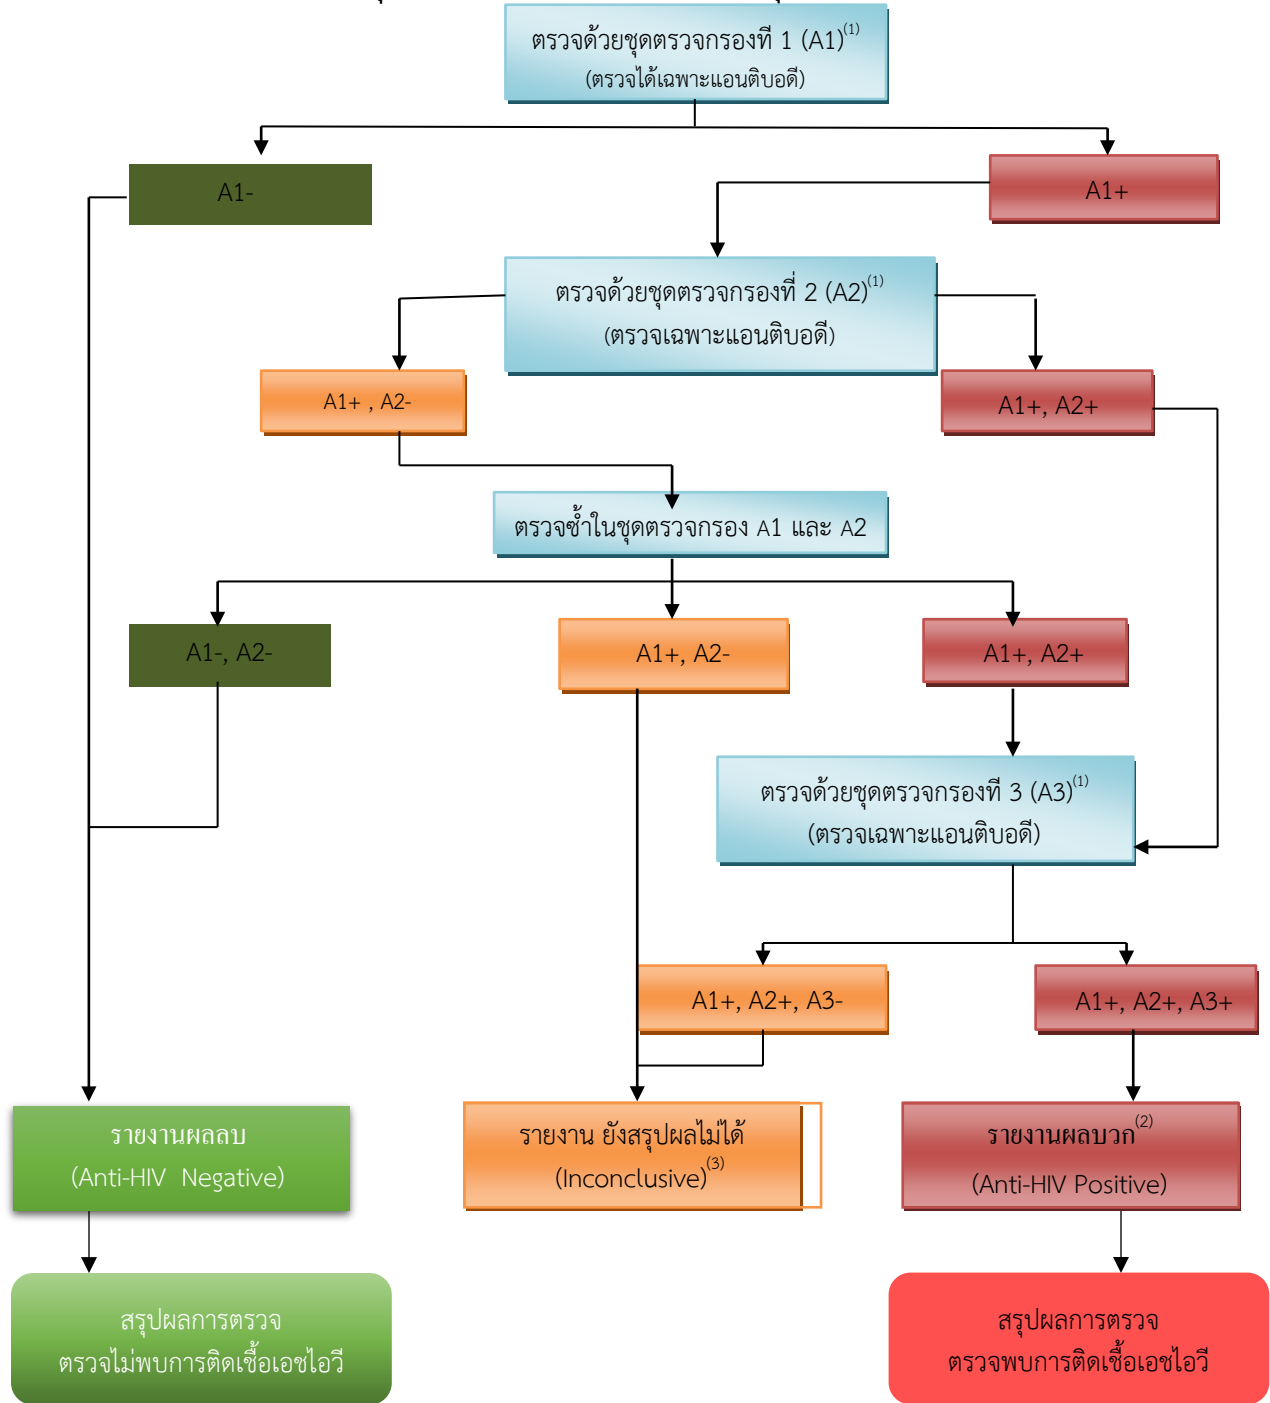 ตรวจด้วยชุดตรวจกรองที่ 1 (A1)(1)
(ตรวจได้เฉพาะแอนติบอดี)
A1-
A1+
ตรวจด้วยชุดตรวจกรองที่ 2 (A2)(1)
(ตรวจเฉพาะแอนติบอดี)
A1+ , A2-
A1+, A2+
ตรวจซ้ำในชุดตรวจกรอง A1 และ A2
A1-, A2-
A1+, A2-
A1+, A2+
ตรวจด้วยชุดตรวจกรองที่ 3 (A3)(1)
(ตรวจเฉพาะแอนติบอดี)
A1+, A2+, A3-
A1+, A2+, A3+
รายงานผลลบ
(Anti-HIV Negative)
รายงาน ยังสรุปผลไม่ได้
(Inconclusive)(3)
รายงานผลบวก(2)
(Anti-HIV Positive)
สรุปผลการตรวจ
ตรวจไม่พบการติดเชื้อเอชไอวี
สรุปผลการตรวจ
ตรวจพบการติดเชื้อเอชไอวี